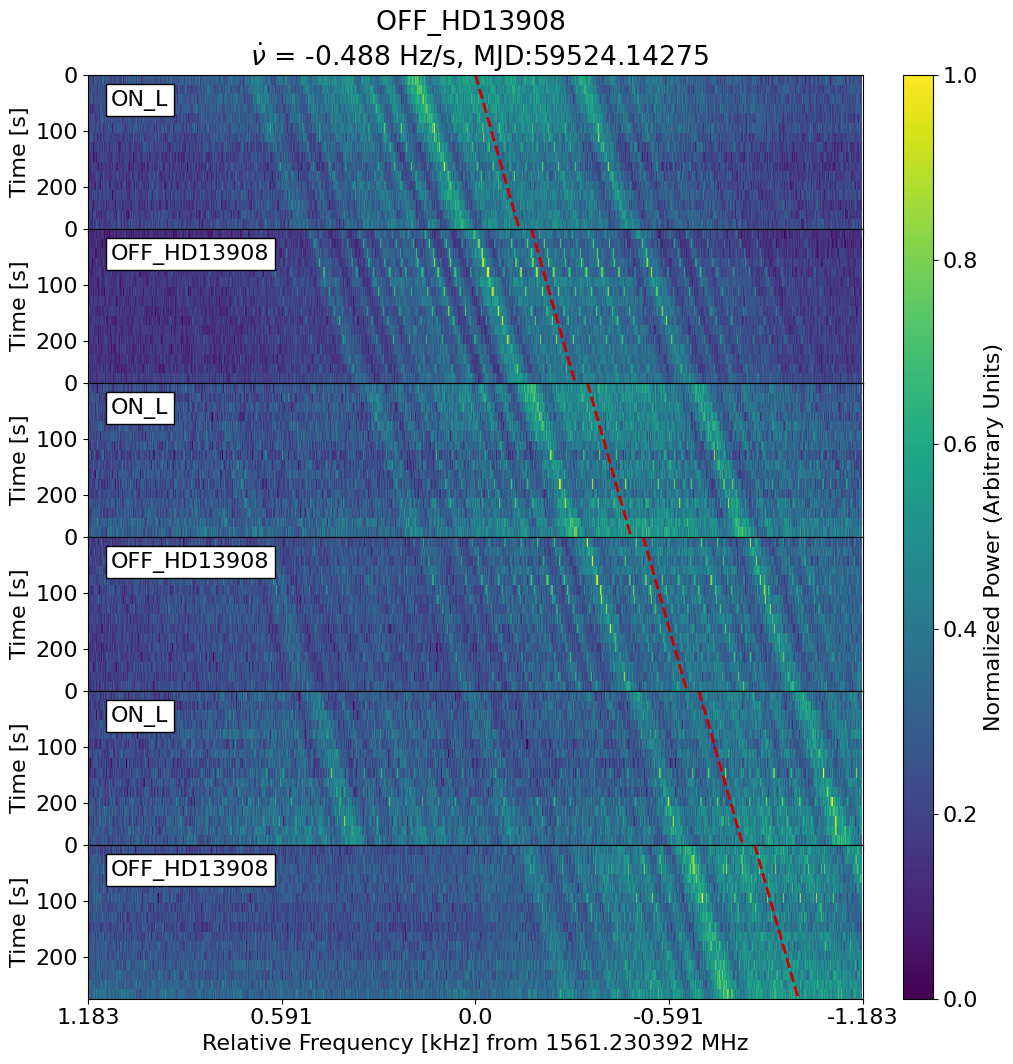 OFF_HD13908
ν̇ = -0.488 Hz/s, MJD:59524.14275
0
100
200
Time [s]
ON_L
0
100
200
Time [s]
OFF_HD13908
0
100
200
Time [s]
ON_L
0
100
200
Time [s]
OFF_HD13908
0
100
200
Time [s]
ON_L
0
100
200
Time [s]
OFF_HD13908
1.183 0.591 0.0 -0.591 -1.183
Relative Frequency [kHz] from 1561.230392 MHz
1.0
0.8
0.6
0.4
0.2
0.0
Normalized Power (Arbitrary Units)